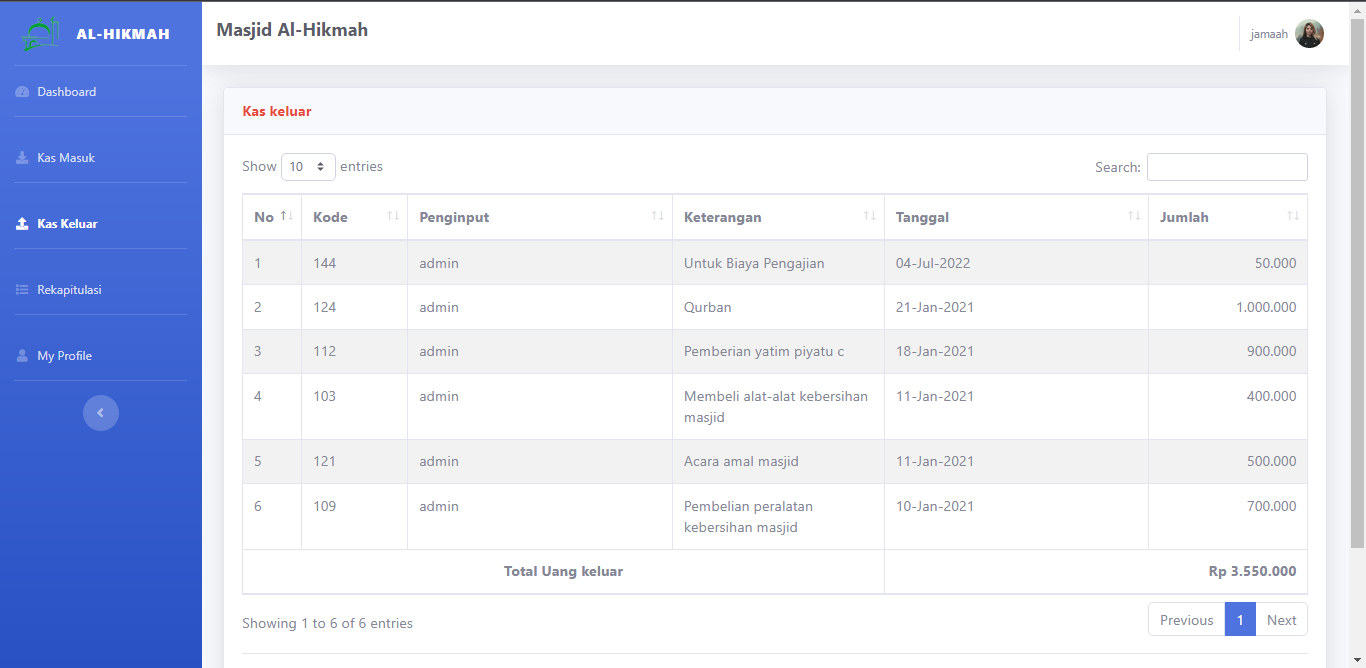 AL-HIKMAH
Masjid Al-Hikmah
jamaah
Dashboard
Kas Masuk
Kas Keluar
Rekapitulasi
My Profile
Kas keluar
Show 10 entries
Search:
No Kode Penginput Keterangan Tanggal Jumlah
1 144 admin Untuk Biaya Pengajian 04-Jul-2022 50.000
2 124 admin Qurban 21-Jan-2021 1.000.000
3 112 admin Pemberian yatim piyatu c 18-Jan-2021 900.000
4 103 admin Membeli alat-alat kebersihan 11-Jan-2021 400.000
masjid
5 121 admin Acara amal masjid 11-Jan-2021 500.000
6 109 admin Pembelian peralatan 10-Jan-2021 700.000
kebersihan masjid
Total Uang keluar Rp 3.550.000
Showing 1 to 6 of 6 entries
Previous 1 Next